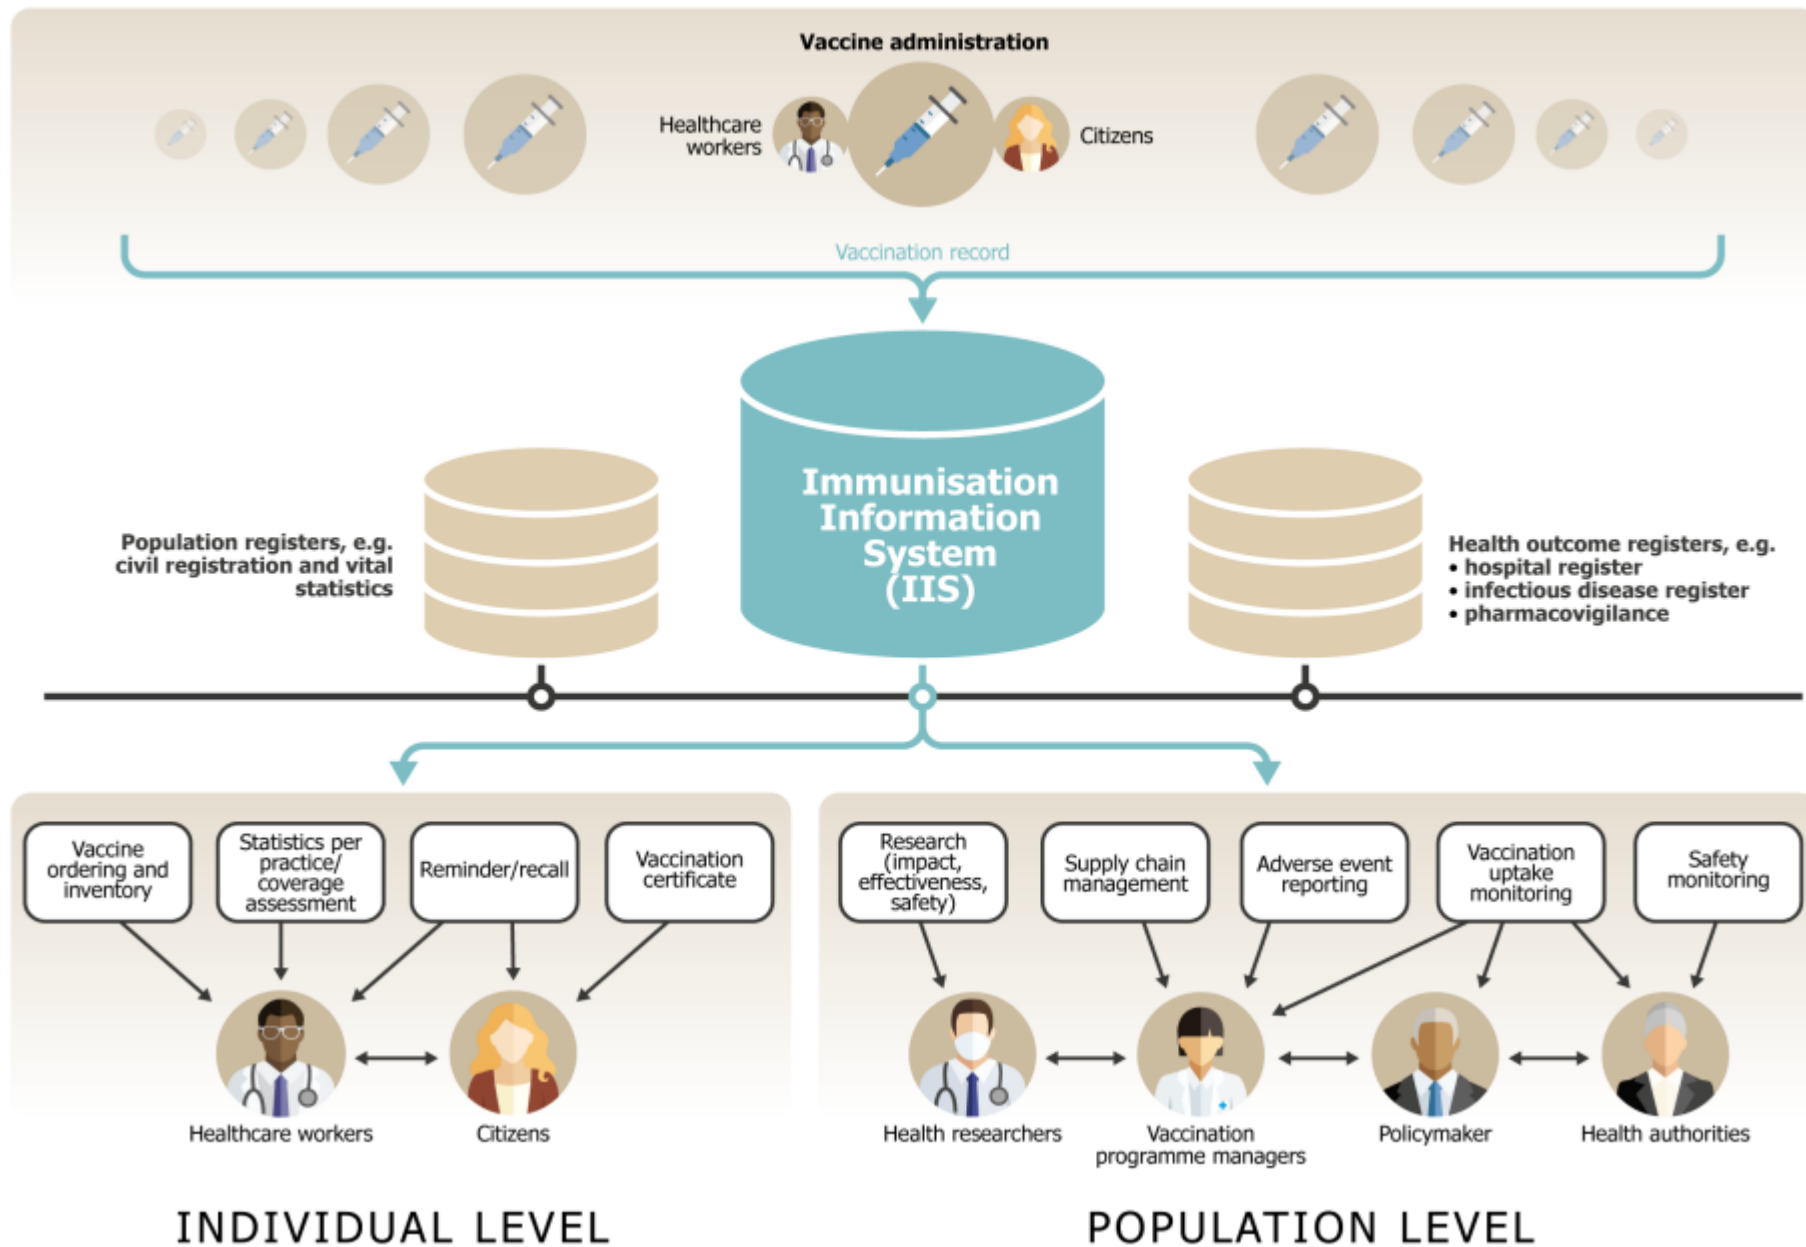 Vaccine administration
Healthcare
workers
Citizens
Vaccination record
Immunisation
Information
System
(IIS)
Population registers, e.g.
civil registration and vital
statistics
Health outcome registers, e.g.
• hospital register
• infectious disease register
• pharmacovigilance
Vaccine
ordering and
inventory
Statistics per
practice/
coverage
assessment
Reminder/recall
Vaccination
certificate
Research
(impact,
effectiveness,
safety)
Supply chain
management
Adverse event
reporting
Vaccination
uptake
monitoring
Safety
monitoring
Healthcare workers
Citizens
Health researchers
Vaccination
programme managers
Policymaker
Health authorities
INDIVIDUAL LEVEL
POPULATION LEVEL